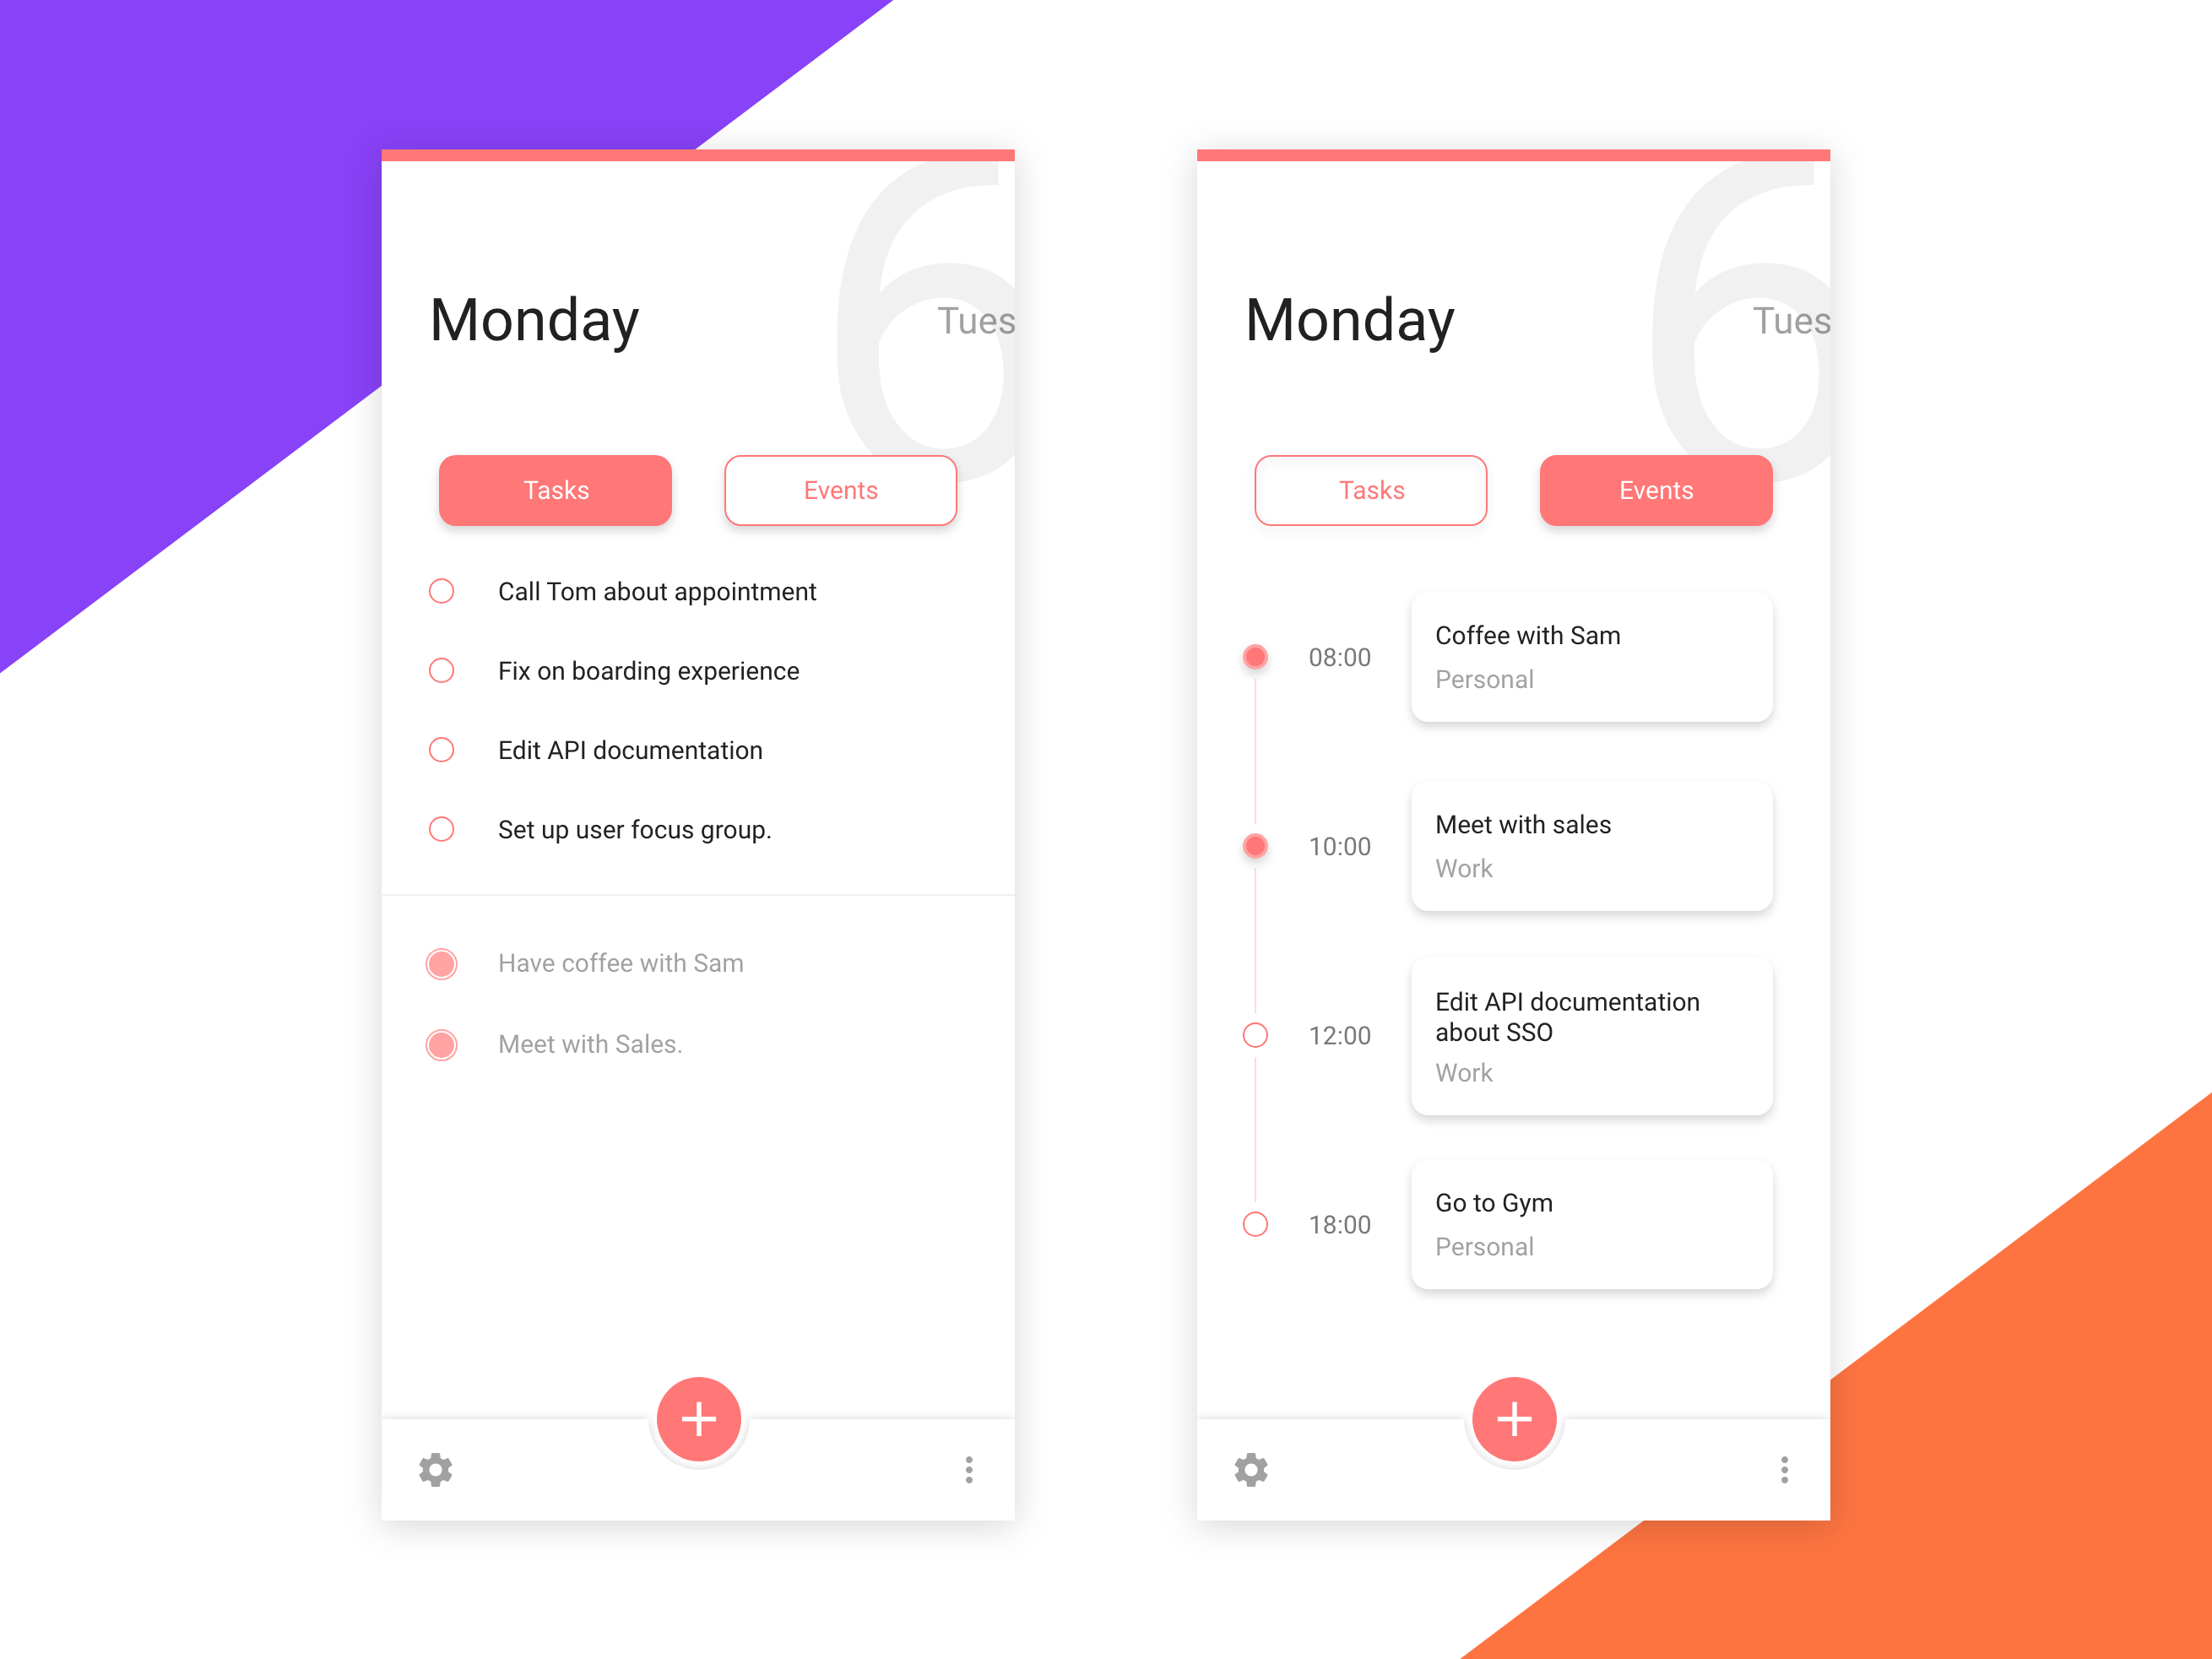 6
Monday
Tues
Tasks
Events
Call Tom about appointment
Fix on boarding experience
Edit API documentation
Set up user focus group.
Have coffee with Sam
Meet with Sales.
6
Monday
Tues
Tasks
Events
08:00
Coffee with Sam
Personal
10:00
Meet with sales
Work
12:00
Edit API documentation
about SSO
Work
18:00
Go to Gym
Personal